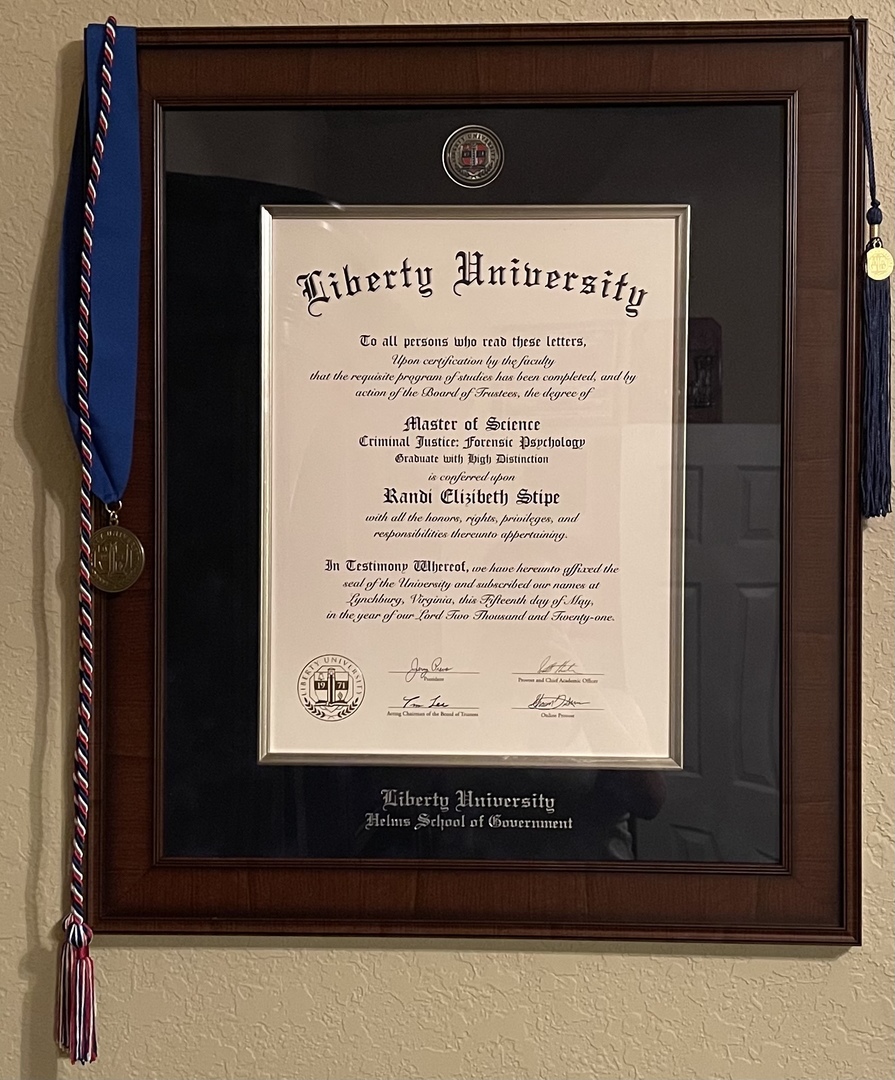 Liberty University
To all persons who read these letters,
Upon certification by the faculty
that the requisite program of studies has been completed, and by
action of the Board of Trustees, the degree of
Master of Science
Criminal Justice: Forensic Psychology
Graduate with High Distinction
is conferred upon
Randi Elizibeth Stipe
with all the honors, rights, privileges, and
responsibilities thereunto appertaining.
In Testimony Whereof, we have hereunto affixed the
seal of the University and subscribed our names at
Lynchburg, Virginia, this Fifteenth day of May,
in the year of our Lord Two Thousand and Twenty-one.
LIBERTY UNIVERSITY
1971
President
Provost and Chief Academic Officer
Acting Chairman of the Board of Trustees
Online Provost
Liberty University
Helms School of Government